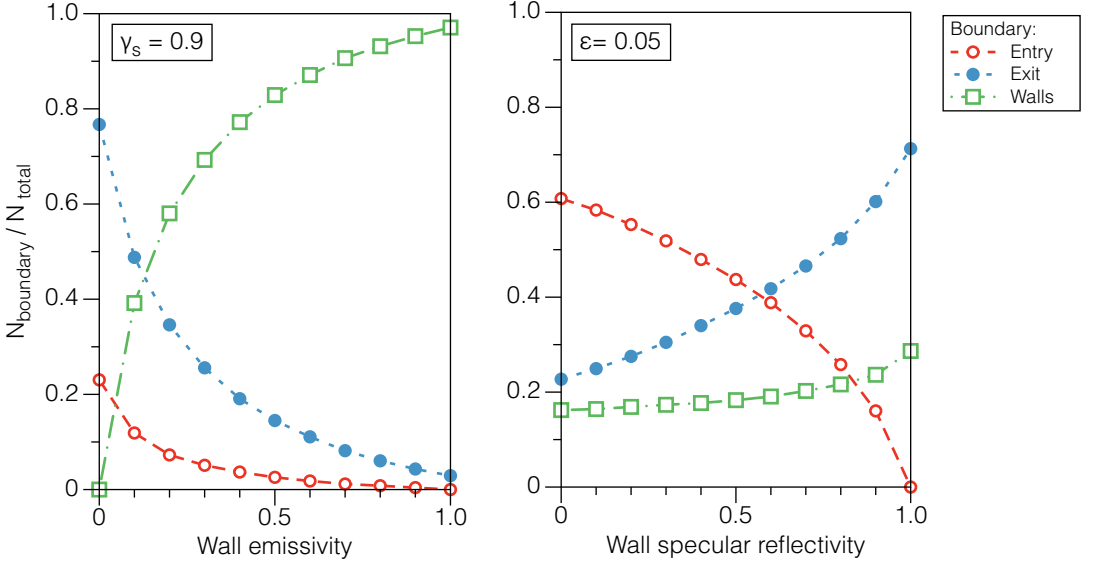 γs = 0.9
1.0
0.8
0.6
0.4
0.2
0
0
0.5
1.0
Nboundary / Ntotal
Wall emissivity
ε= 0.05
1.0
0.8
0.6
0.4
0.2
0
0
0.5
1.0
Wall specular reflectivity
Boundary:
Entry
Exit
Walls